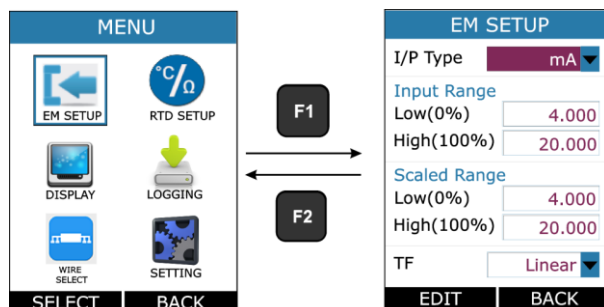 MENU
EM SETUP
°C/Ω
RTD SETUP
DISPLAY
LOGGING
WIRE
SELECT
SETTING
SELECT BACK
F1
F2
EM SETUP
I/P Type mA
Input Range
Low(0%) 4.000
High(100%) 20.000
Scaled Range
Low(0%) 4.000
High(100%) 20.000
TF Linear
EDIT BACK